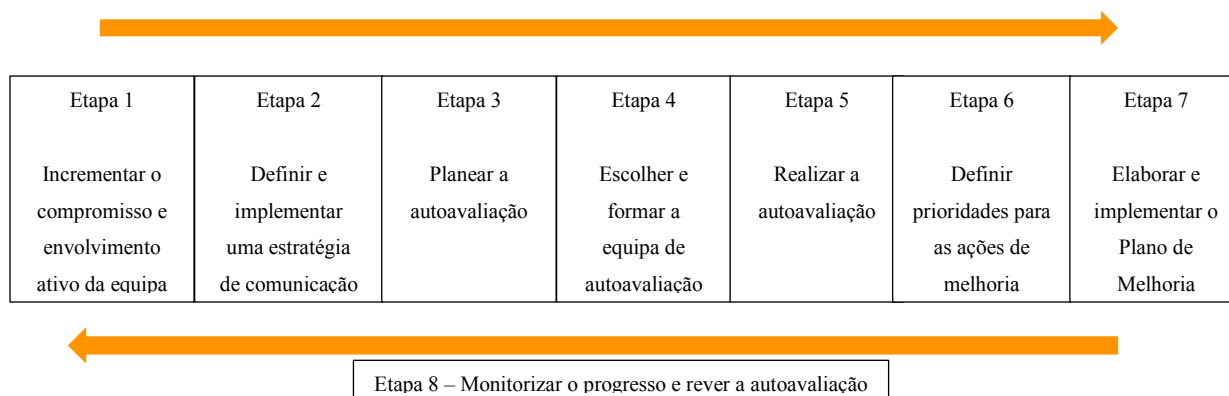 Etapa 1
Incrementar o
compromisso e
envolvimento
ativo da equipa
Etapa 2
Definir e
implementar
uma estratégia
de comunicação
Etapa 3
Planear a
autoavaliação
Etapa 4
Escolher e
formar a
equipa de
autoavaliação
Etapa 5
Realizar a
autoavaliação
Etapa 6
Definir
prioridades para
as ações de
melhoria
Etapa 7
Elaborar e
implementar o
Plano de
Melhoria
Etapa 8 – Monitorizar o progresso e rever a autoavaliação